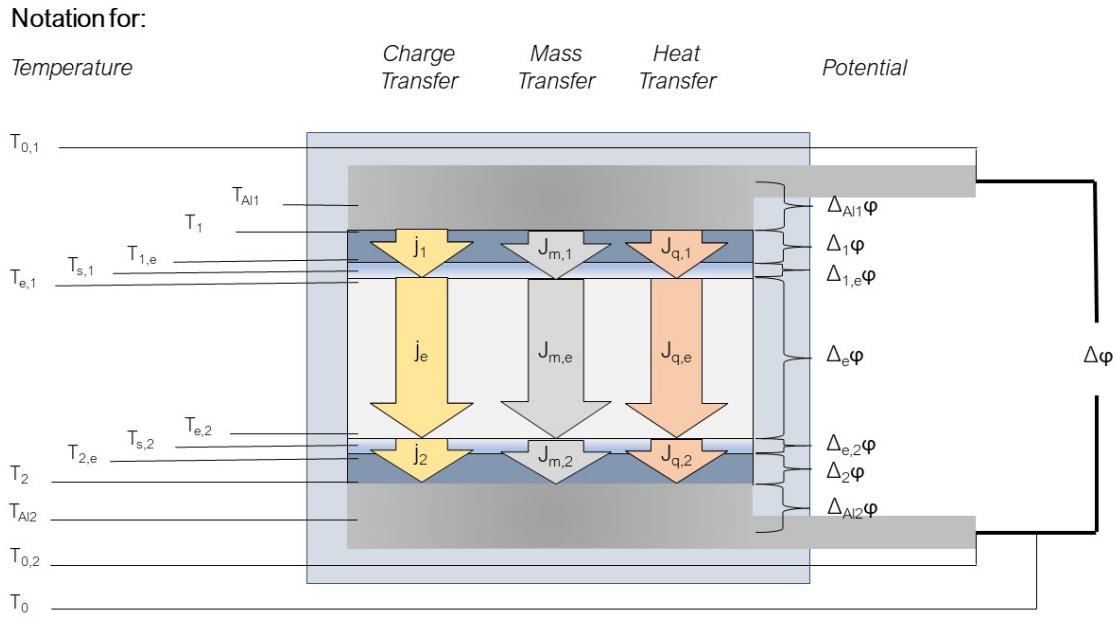 Notation for:
Temperature
Charge Transfer
Mass Transfer
Heat Transfer
Potential
T0,1
TAl1
T1
T1,e
Ts,1
Te,1
Te,2
Ts,2
T2,e
T2
TAl2
T0,2
T0
j1
Jm,1
Jq,1
je
Jm,e
Jq,e
j2
Jm,2
Jq,2
ΔAl1φ
Δ1φ
Δ1,eφ
Δeφ
Δe,2φ
Δ2φ
ΔAl2φ
Δφ